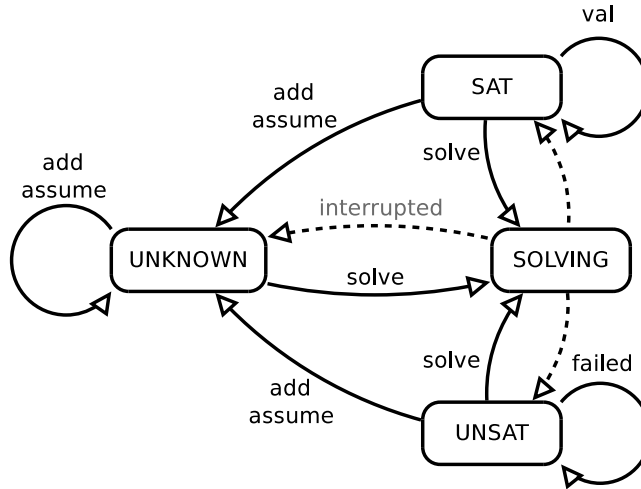 val
SAT
add
assume
solve
add
assume
interrupted
UNKNOWN
SOLVING
solve
solve
failed
add
assume
UNSAT